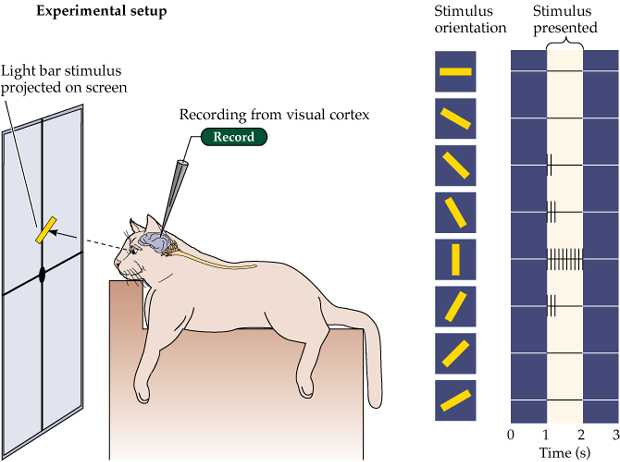 Experimental setup
Light bar stimulus
projected on screen
Recording from visual cortex
Record
Stimulus
orientation
Stimulus
presented
0 1 2 3
Time (s)